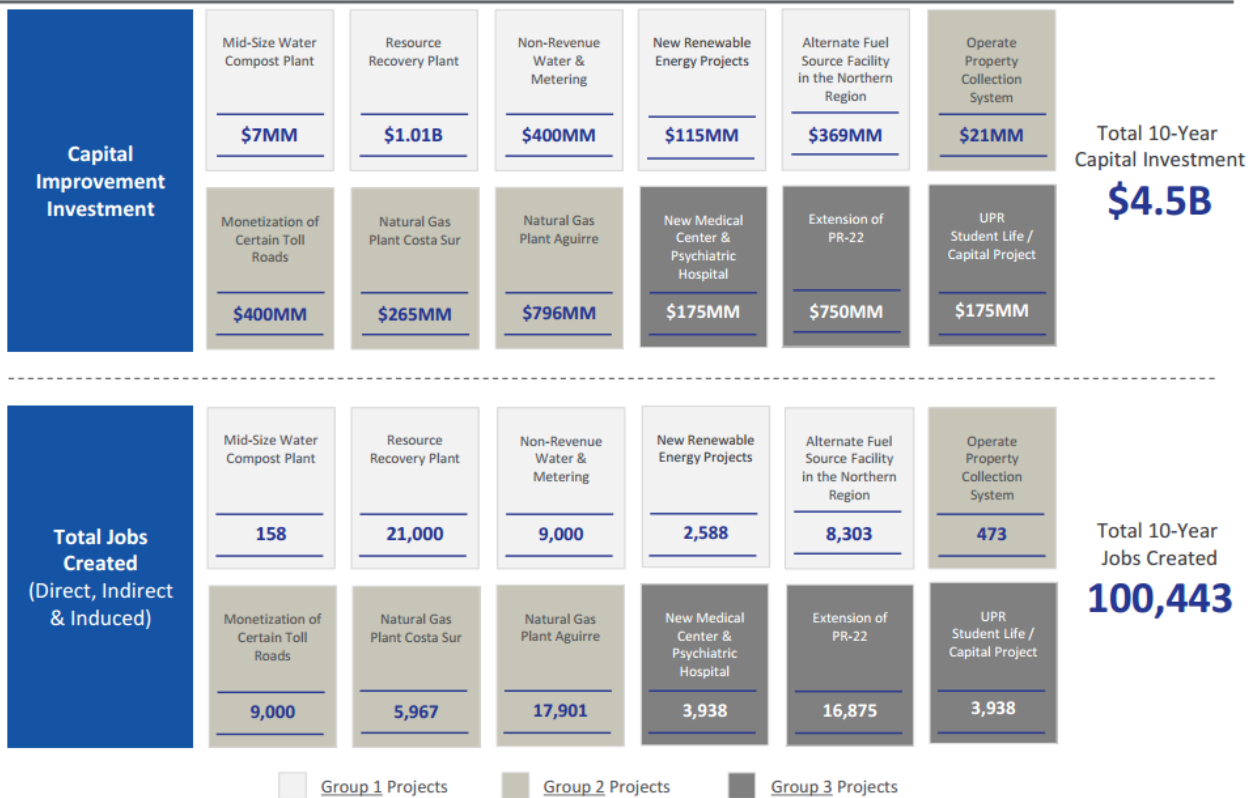 Capital
Improvement
Investment
Mid-Size Water
Compost Plant
$7MM
Resource
Recovery Plant
$1.01B
Non-Revenue
Water &
Metering
$400MM
New Renewable
Energy Projects
$115MM
Alternate Fuel
Source Facility
in the Northern
Region
$369MM
Operate
Property
Collection
System
$21MM
Monetization of
Certain Toll
Roads
$400MM
Natural Gas
Plant Costa Sur
$265MM
Natural Gas
Plant Aguirre
$796MM
New Medical
Center &
Psychiatric
Hospital
$175MM
Extension of
PR-22
$750MM
UPR
Student Life /
Capital Project
$175MM
Total 10-Year
Capital Investment
$4.5B
Total Jobs
Created
(Direct, Indirect
& Induced)
Mid-Size Water
Compost Plant
158
Resource
Recovery Plant
21,000
Non-Revenue
Water &
Metering
9,000
New Renewable
Energy Projects
2,588
Alternate Fuel
Source Facility
in the Northern
Region
8,303
Operate
Property
Collection
System
473
Monetization of
Certain Toll
Roads
9,000
Natural Gas
Plant Costa Sur
5,967
Natural Gas
Plant Aguirre
17,901
New Medical
Center &
Psychiatric
Hospital
3,938
Extension of
PR-22
16,875
UPR
Student Life /
Capital Project
3,938
Total 10-Year
Jobs Created
100,443
Group 1 Projects
Group 2 Projects
Group 3 Projects